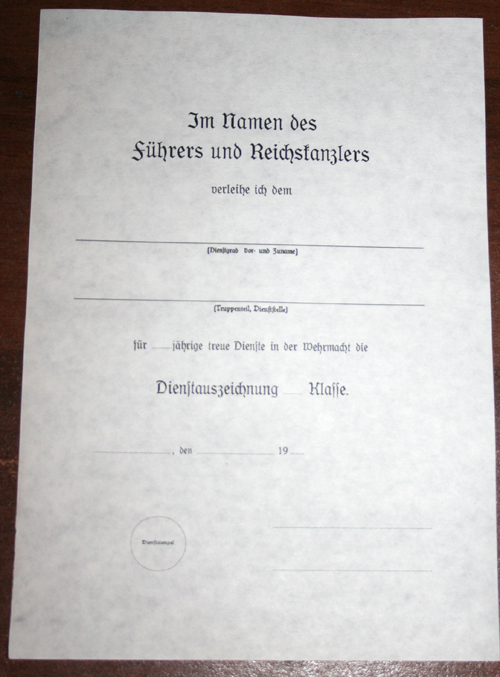 Im Namen des
Führers und Reichskanzlers
verleihe ich dem
(Dienstgrad Vor- und Zuname)
(Truppenteil, Dienststelle)
für ..... jährige treue Dienste in der Wehrmacht die
Dienstauszeichnung ..... Klasse.
, den 19
Dienststempel